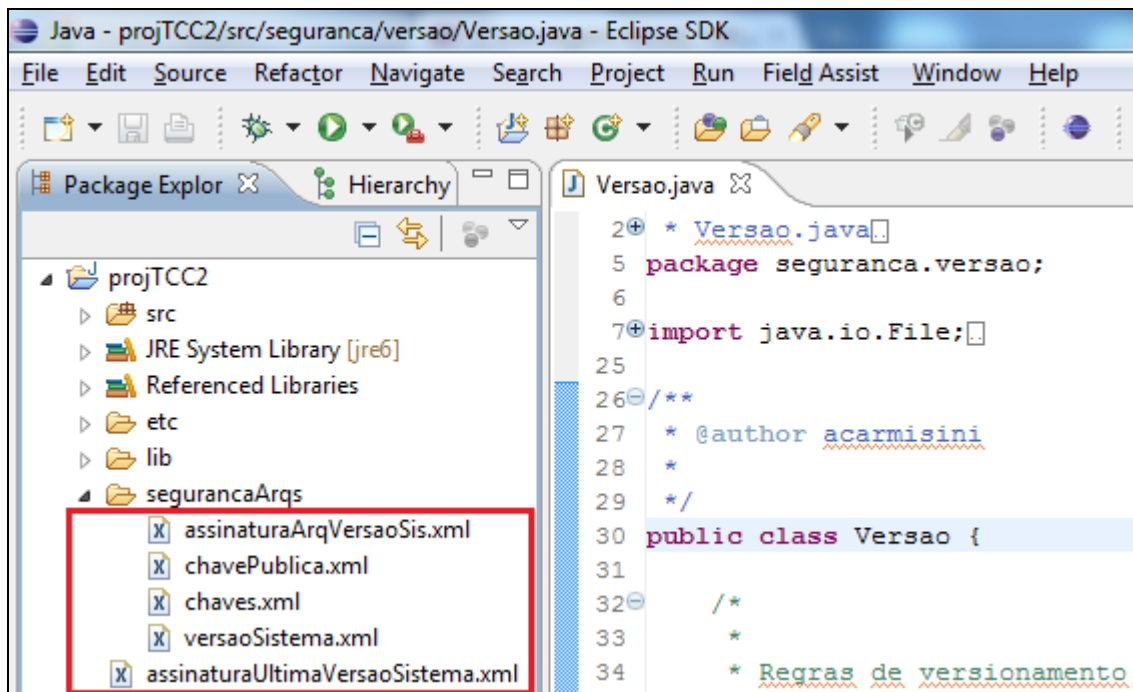 Java - projTCC2/src/seguranca/versao/Versao.java - Eclipse SDK
File Edit Source Refactor Navigate Search Project Run Field Assist Window Help
Package Explor Hierarchy
projTCC2
src
JRE System Library [jre6]
Referenced Libraries
etc
lib
segurancaArqs
assinaturaArqVersaoSis.xml
chavePublica.xml
chaves.xml
versaoSistema.xml
assinaturaUltimaVersaoSistema.xml
Versao.java
2 * Versao.java
5 package seguranca.versao;
6
7 import java.io.File;
25
26 /**
27 * @author acarmisini
28 *
29 */
30 public class Versao {
31
32 /*
33 *
34 * Regras de versionamento